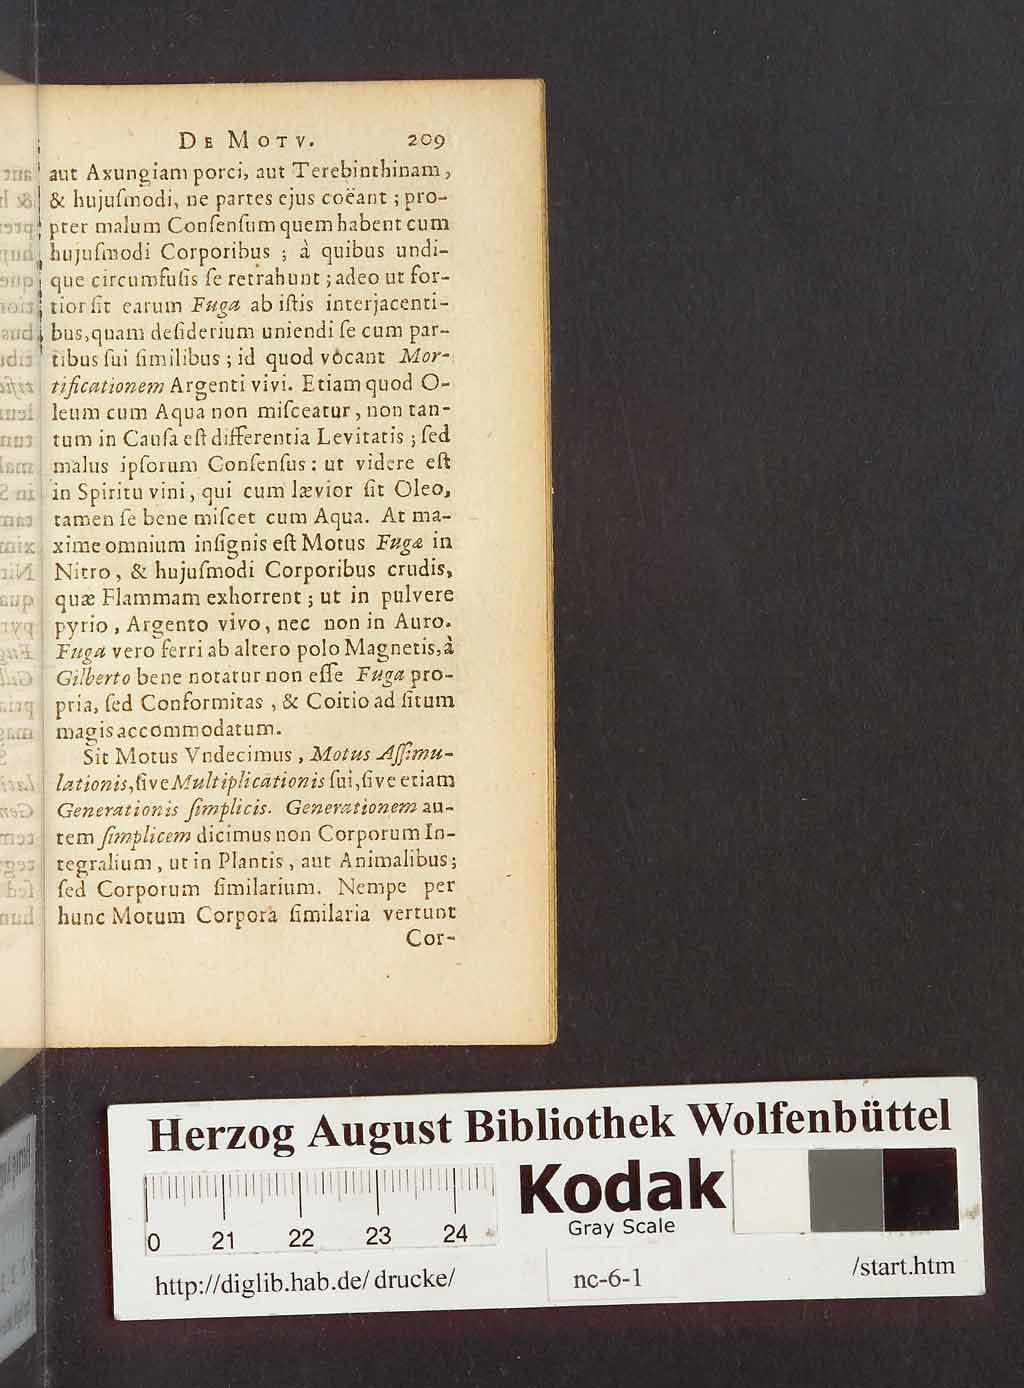 DE MOTV. 209
aut Axungiam porci, aut Terebinthinam,
& hujuſmodi, ne partes ejus coëant ; pro-
pter malum Conſenſum quem habent cum
hujuſmodi Corporibus ; à quibus undi-
que circumfuſis ſe retrahunt ; adeo ut for-
tior ſit earum Fuga ab iſtis interjacenti-
bus, quam deſiderium uniendi ſe cum par-
tibus ſui ſimilibus ; id quod vocant Mor-
tificationem Argenti vivi. Etiam quod O-
leum cum Aqua non miſceatur, non tan-
tum in Cauſa eſt differentia Levitatis ; ſed
malus ipſorum Conſenſus : ut videre eſt
in Spiritu vini, qui cum lævior ſit Oleo,
tamen ſe bene miſcet cum Aqua. At ma-
xime omnium inſignis eſt Motus Fugæ in
Nitro, & hujuſmodi Corporibus crudis,
quæ Flammam exhorrent ; ut in pulvere
pyrio, Argento vivo, nec non in Auro.
Fuga vero ferri ab altero polo Magnetis, à
Gilberto bene notatur non eſſe Fuga pro-
pria, ſed Conformitas, & Coitio ad ſitum
magis accommodatum.
Sit Motus Vndecimus, Motus Aſſimu-
lationis, ſive Multiplicationis ſui, ſive etiam
Generationis ſimplicis. Generationem au-
tem ſimplicem dicimus non Corporum In-
tegralium, ut in Plantis, aut Animalibus ;
ſed Corporum ſimilarium. Nempe per
hunc Motum Corpora ſimilaria vertunt
Cor-
Herzog August Bibliothek Wolfenbüttel
Kodak
Gray Scale
0 21 22 23 24
http://diglib.hab.de/ drucke/ nc-6-1 /start.htm